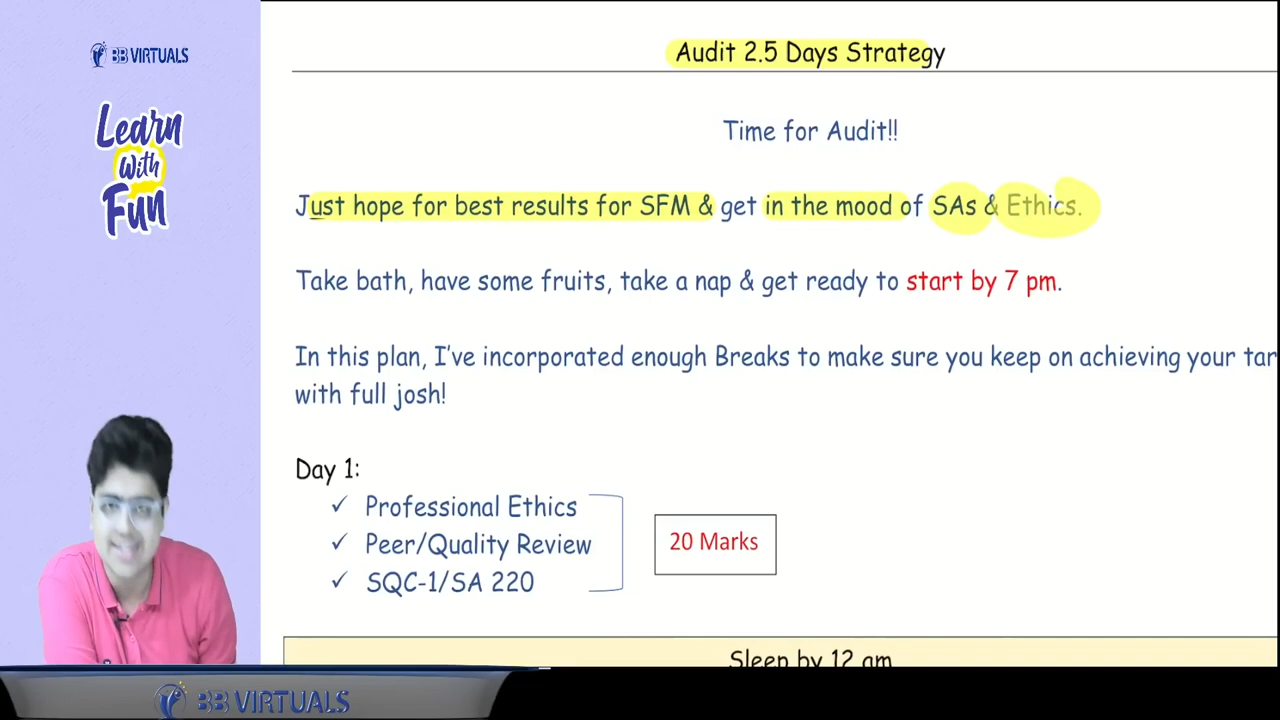 BB VIRTUALS
Learn
With
Fun
Audit 2.5 Days Strategy
Time for Audit!!
Just hope for best results for SFM & get in the mood of SAs & Ethics.
Take bath, have some fruits, take a nap & get ready to start by 7 pm.
In this plan, I've incorporated enough Breaks to make sure you keep on achieving your tar
with full josh!
Day 1:
✓ Professional Ethics
✓ Peer/Quality Review
✓ SQC-1/SA 220
20 Marks
Sleep by 12 am
BB VIRTUALS